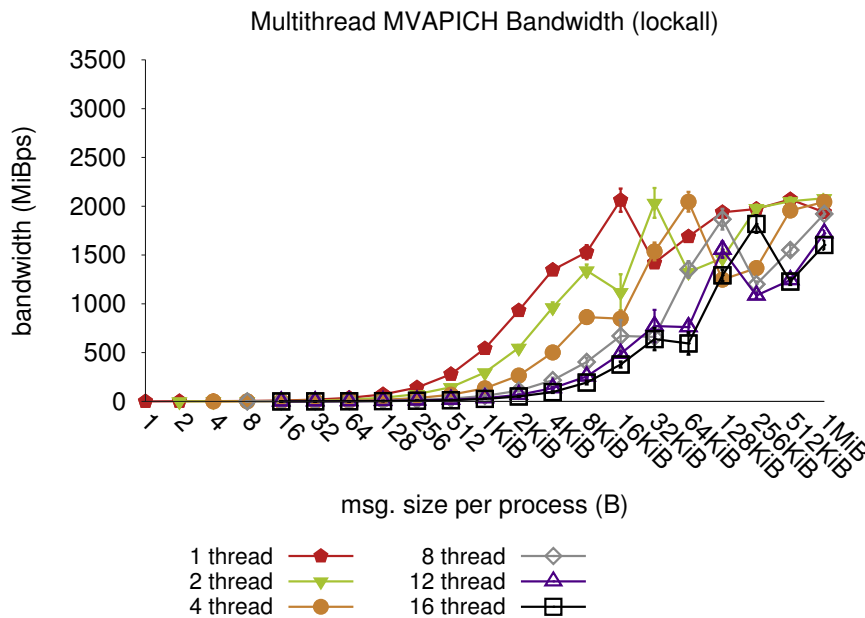 Multithread MVAPICH Bandwidth (lockall)
bandwidth (MiBps)
3500
3000
2500
2000
1500
1000
500
0
1 2 4 8 16 32 64 128 256 512 1KiB 2KiB 4KiB 8KiB 16KiB 32KiB 64KiB 128KiB 256KiB 512KiB 1MiB
msg. size per process (B)
1 thread 8 thread
2 thread 12 thread
4 thread 16 thread